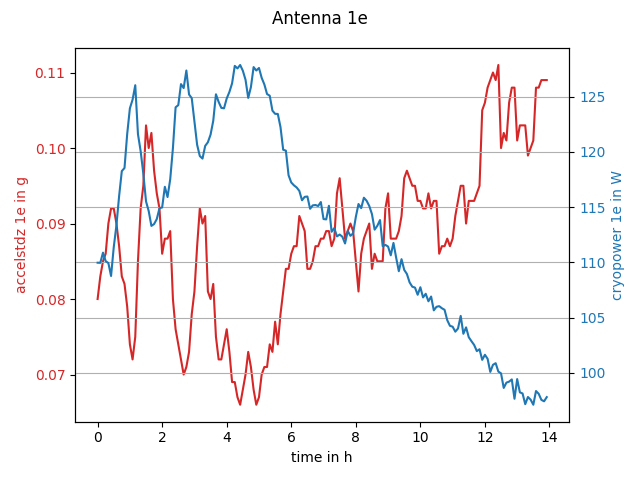 Antenna 1e
accelstdz 1e in g
0.11
0.10
0.09
0.08
0.07
125
120
115
110
105
100
cryopower 1e in W
0 2 4 6 8 10 12 14
time in h